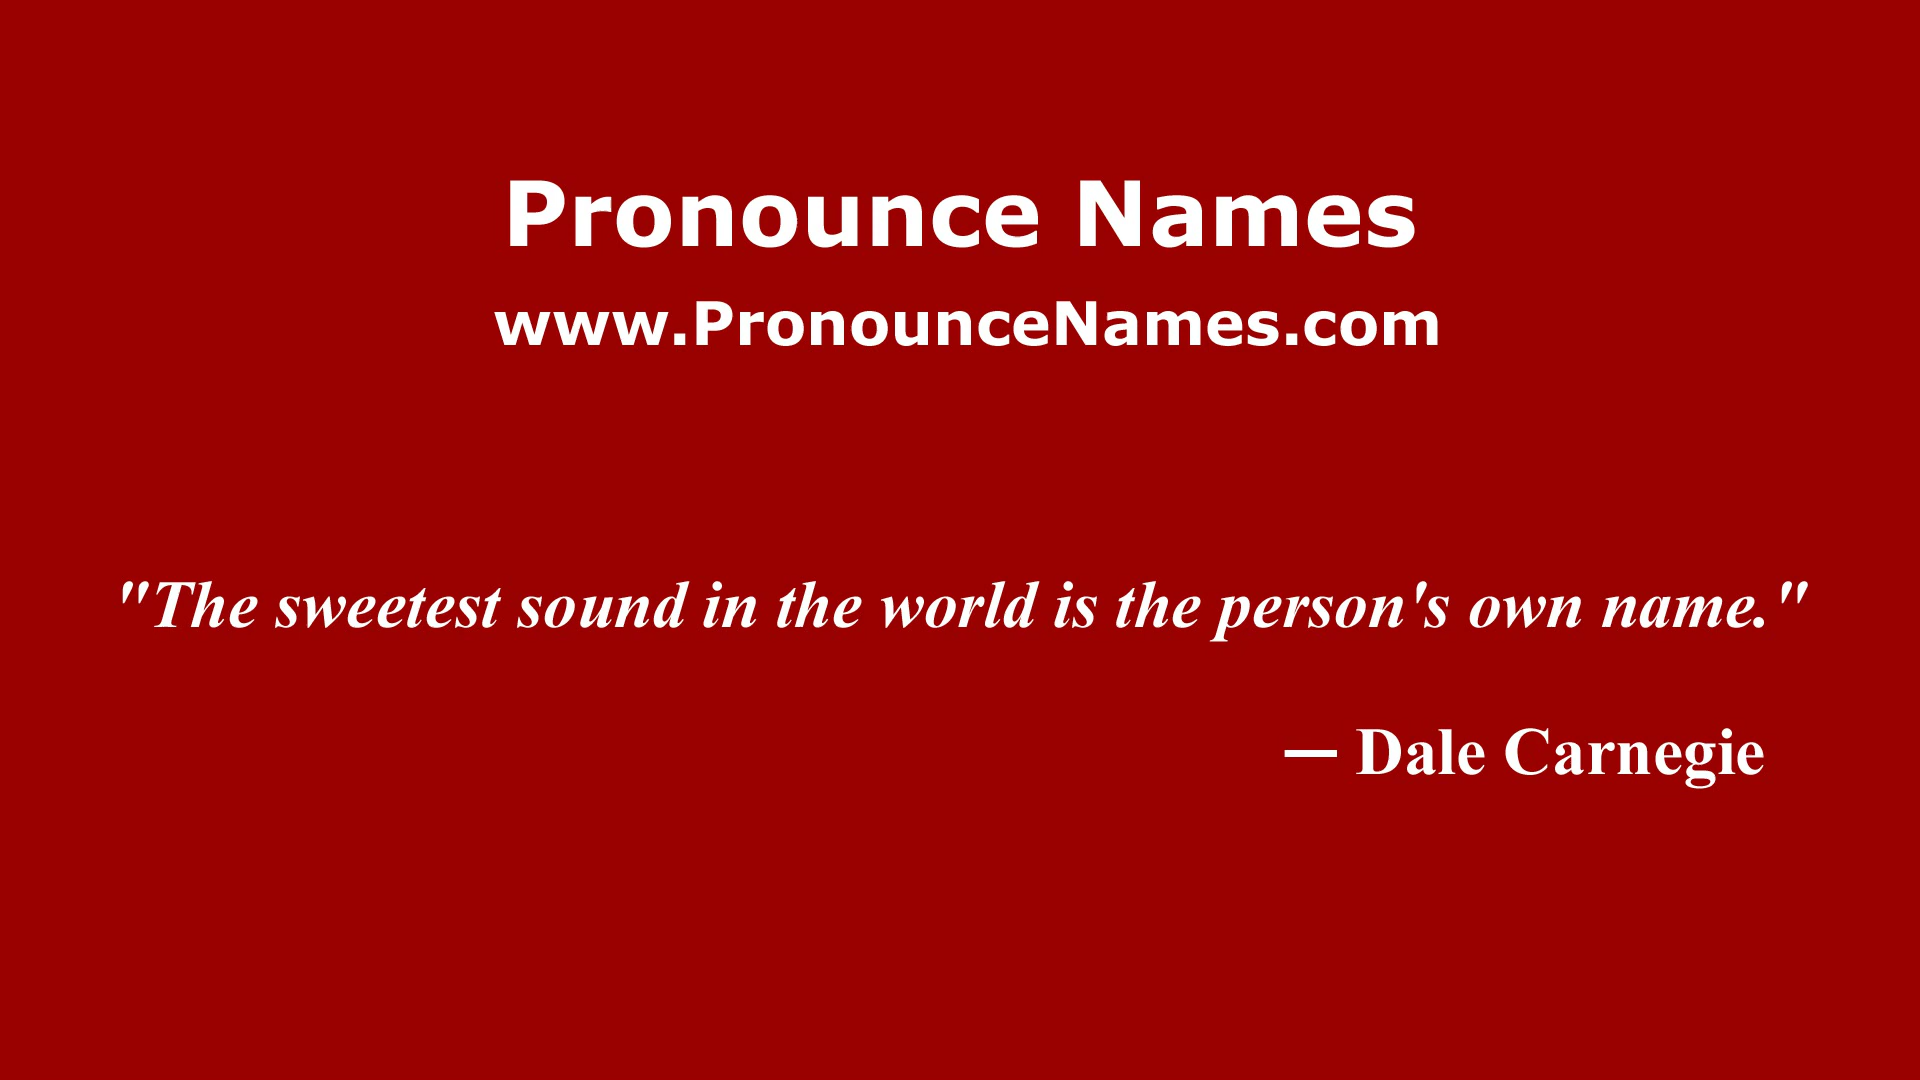 Pronounce Names
www.PronounceNames.com
"The sweetest sound in the world is the person's own name."
— Dale Carnegie